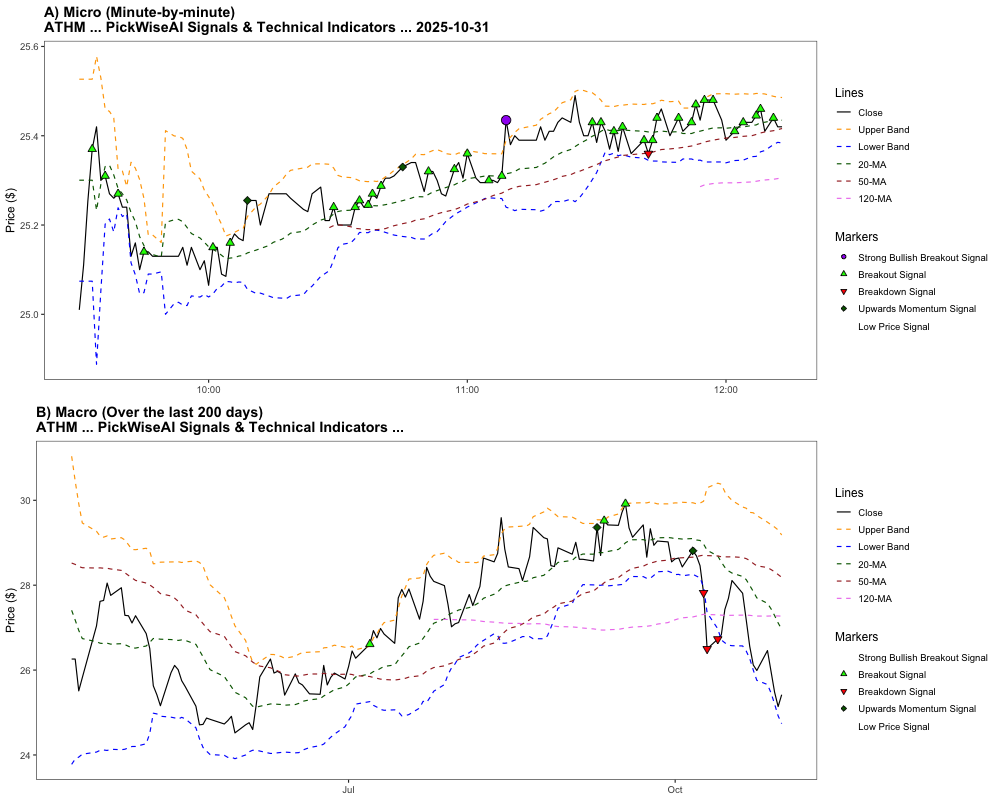 A) Micro (Minute-by-minute)
ATHM ... PickWiseAI Signals & Technical Indicators ... 2025-10-31
Price ($)
25.6
25.4
25.2
25.0
10:00
11:00
12:00
Lines
Close
Upper Band
Lower Band
20-MA
50-MA
120-MA
Markers
Strong Bullish Breakout Signal
Breakout Signal
Breakdown Signal
Upwards Momentum Signal
Low Price Signal
B) Macro (Over the last 200 days)
ATHM ... PickWiseAI Signals & Technical Indicators ...
Price ($)
30
28
26
24
Jul
Oct
Lines
Close
Upper Band
Lower Band
20-MA
50-MA
120-MA
Markers
Strong Bullish Breakout Signal
Breakout Signal
Breakdown Signal
Upwards Momentum Signal
Low Price Signal